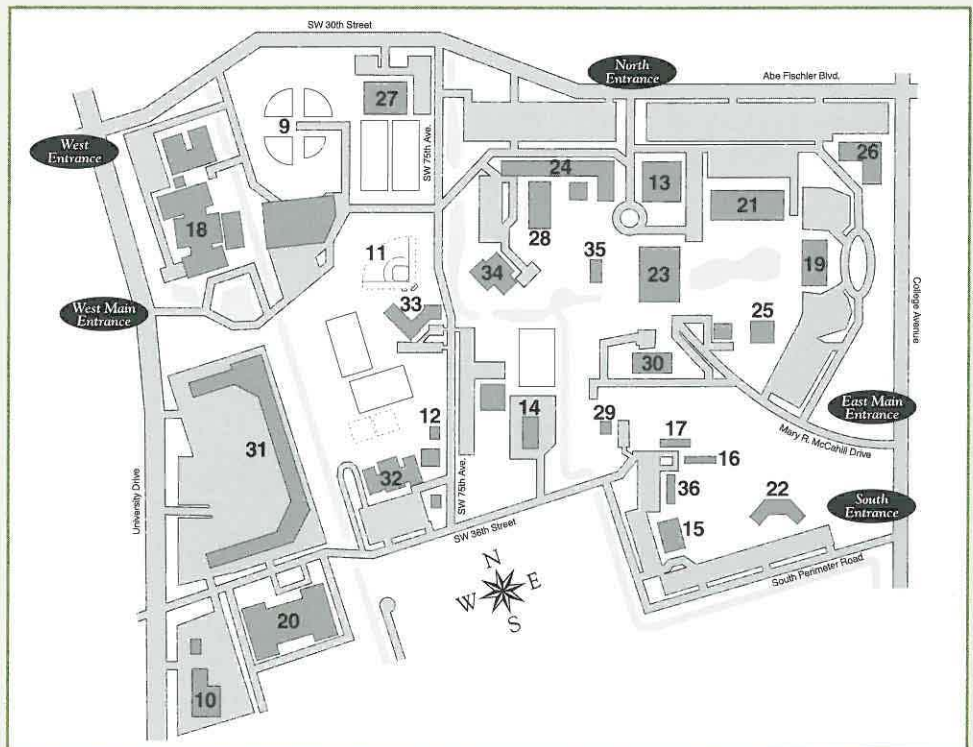 SW 30th Street
North
Entrance
Abe Fischler Blvd.
27
9
SW 75th Ave.
West
Entrance
26
24
13
21
18
28
11
35
34
23
19
33
West Main
Entrance
25
College Avenue
30
East Main
Entrance
12
14
29
17
Mary R. McCahill Drive
31
16
SW 75th Ave.
32
36
22
South
Entrance
University Drive
15
SW 36th Street
South Perimeter Road
N
W
E
S
20
10